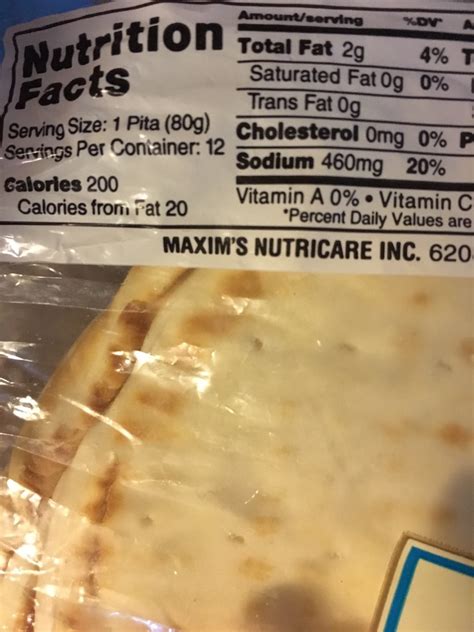 Nutrition
Facts
Serving Size: 1 Pita (80g)
Servings Per Container: 12
Calories 200
Calories from Fat 20
Amount/serving %DV*
Total Fat 2g 4%
Saturated Fat 0g 0%
Trans Fat 0g
Cholesterol 0mg 0%
Sodium 460mg 20%
Vitamin A 0% • Vitamin C
*Percent Daily Values are
MAXIM'S NUTRICARE INC. 620